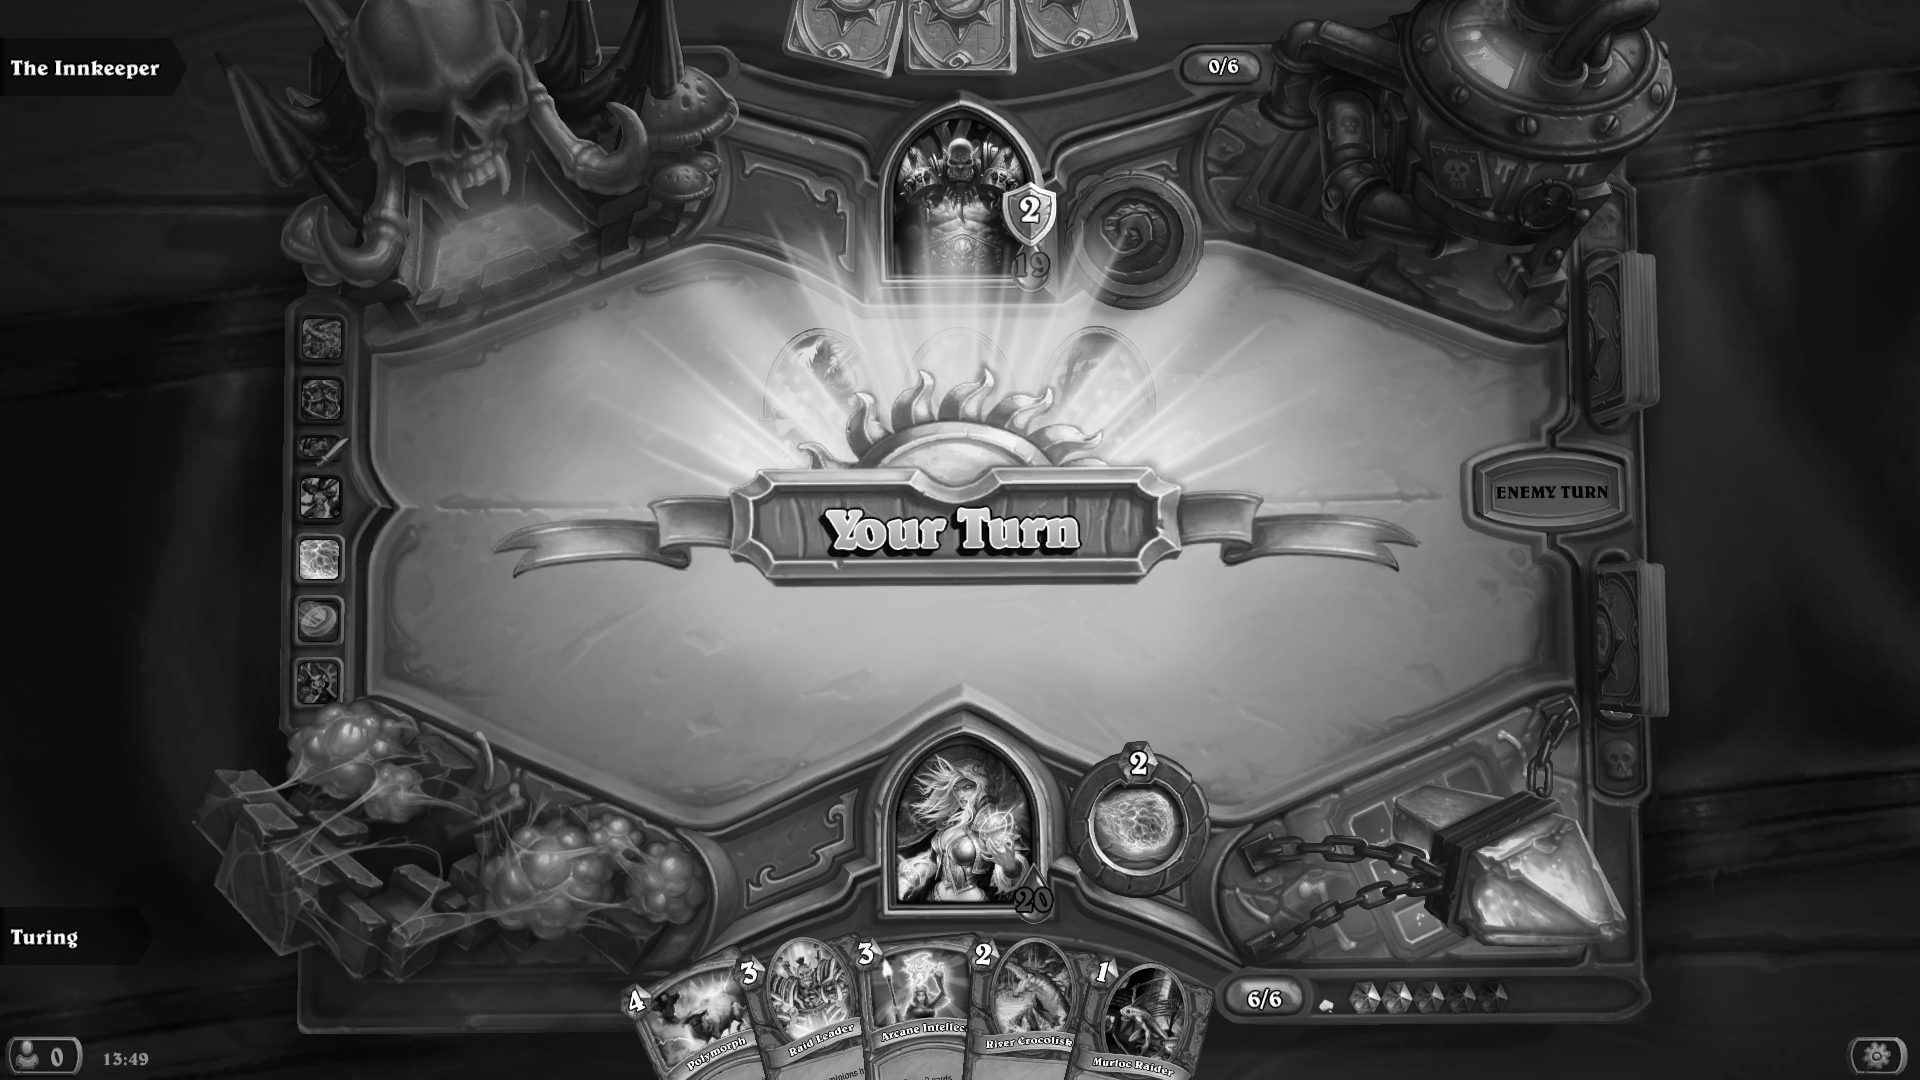 The Innkeeper
0/6
2
19
ENEMY TURN
Your Turn
2
20
Turing
4
3
3
2
1
Polymorph
Raid Leader
Arcane Intellec
River Crocolisk
Murloc Raider
6/6
0
13:49